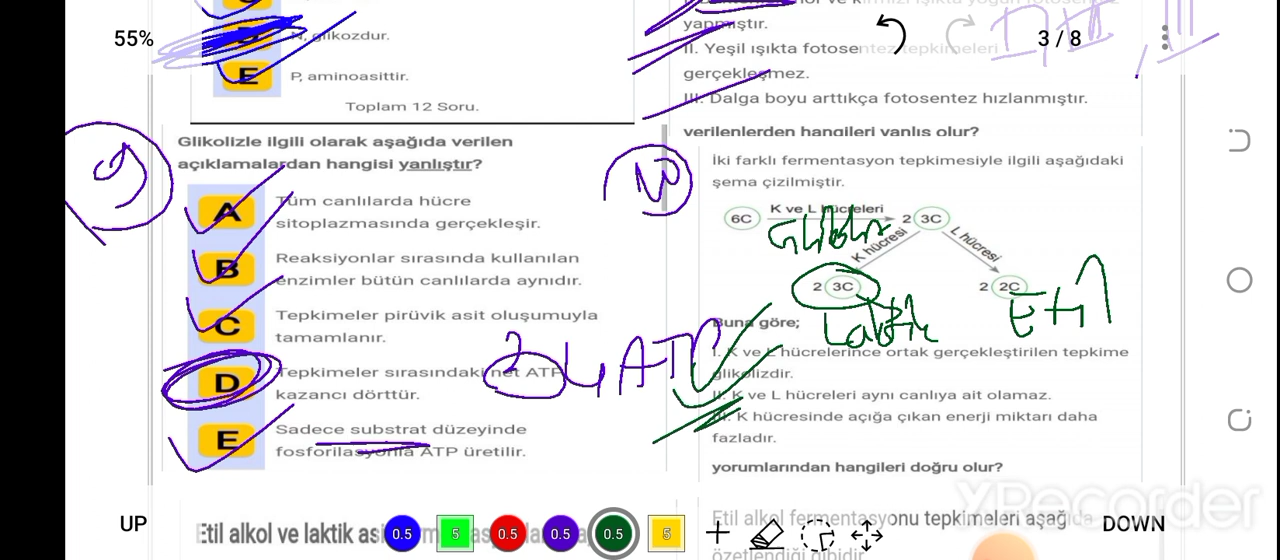 55%
3 / 8
D
N, glikozdur.
E
P, aminoasittir.
Toplam 12 Soru.
9
Glikolizle ilgili olarak aşağıda verilen
açıklamalardan hangisi yanlıştır?
A
Tüm canlılarda hücre
sitoplazmasında gerçekleşir.
B
Reaksiyonlar sırasında kullanılan
enzimler bütün canlılarda aynıdır.
C
Tepkimeler pirüvik asit oluşumuyla
tamamlanır.
D
Tepkimeler sırasındaki net ATP
kazancı dörttür.
2 4 ATP
E
Sadece substrat düzeyinde
fosforilasyonla ATP üretilir.
yapmıştır.
II. Yeşil ışıkta fotosentez tepkimeleri
gerçekleşmez.
III. Dalga boyu arttıkça fotosentez hızlanmıştır.
verilenlerden hangileri yanlış olur?
10
İki farklı fermentasyon tepkimesiyle ilgili aşağıdaki
şema çizilmiştir.
6C
K ve L hücreleri
2 3C
K hücresi
L hücresi
2 3C
2 2C
Laktik
Etil
Buna göre;
I. K ve L hücrelerince ortak gerçekleştirilen tepkime
glikolizdir.
II. K ve L hücreleri aynı canlıya ait olamaz.
III. K hücresinde açığa çıkan enerji miktarı daha
fazladır.
yorumlarından hangileri doğru olur?
Etil alkol ve laktik asi
Etil alkol fermentasyonu tepkimeleri aşağıda
özetlendiği gibidir.
UP
0.5
5
0.5
0.5
0.5
5
DOWN
XRecorder